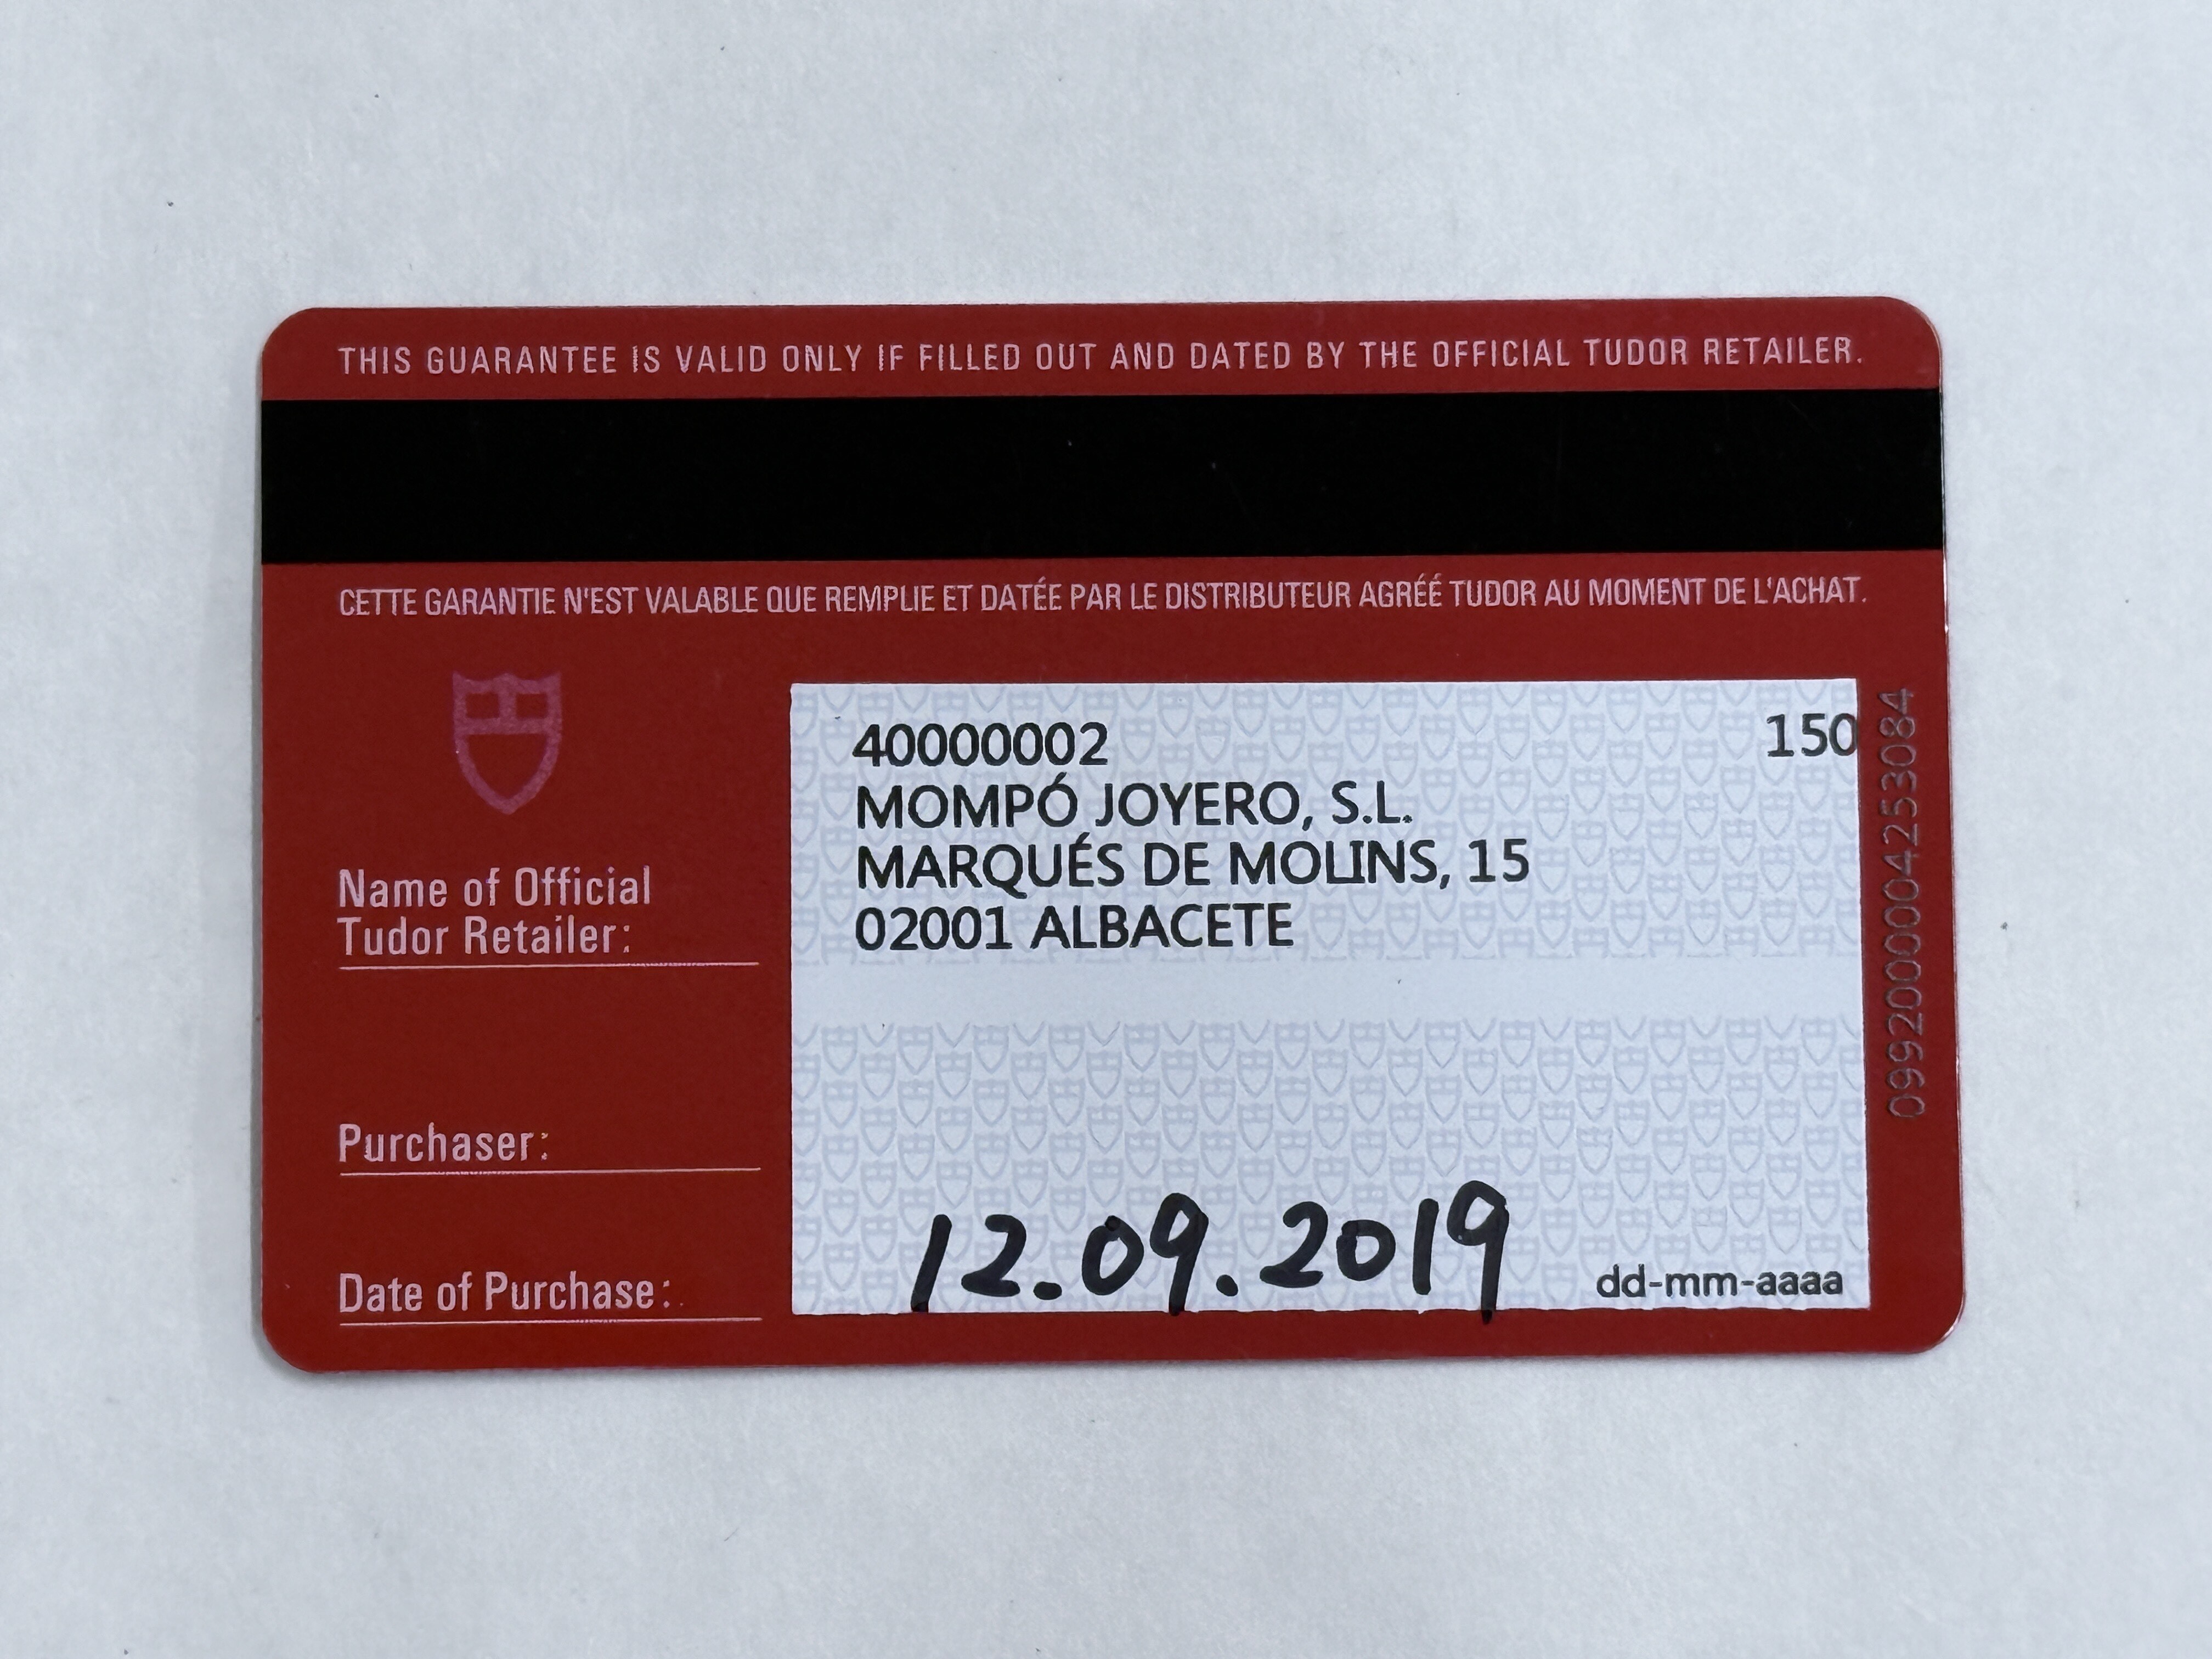 THIS GUARANTEE IS VALID ONLY IF FILLED OUT AND DATED BY THE OFFICIAL TUDOR RETAILER.
CETTE GARANTIE N'EST VALABLE QUE REMPLIE ET DATÉE PAR LE DISTRIBUTEUR AGRÉÉ TUDOR AU MOMENT DE L'ACHAT.
40000002 150
MOMPÓ JOYERO, S.L.
MARQUÉS DE MOLINS, 15
02001 ALBACETE
Name of Official
Tudor Retailer:
Purchaser:
Date of Purchase:
12.09.2019
dd-mm-aaaa
0992000004253084